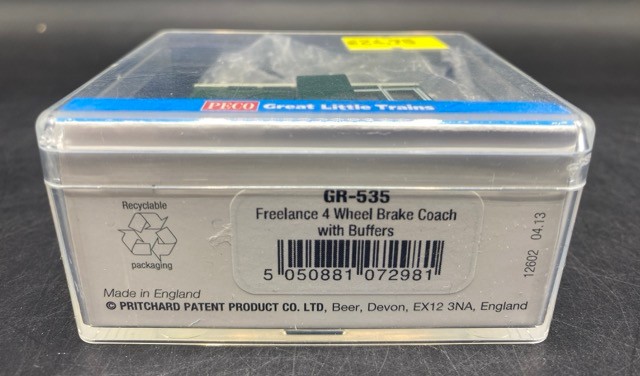 £24.75
PECO Great Little Trains
GR-535
Freelance 4 Wheel Brake Coach
with Buffers
5 050881 072981
Recyclable
packaging
12602 04.13
Made in England
© PRITCHARD PATENT PRODUCT CO. LTD, Beer, Devon, EX12 3NA, England